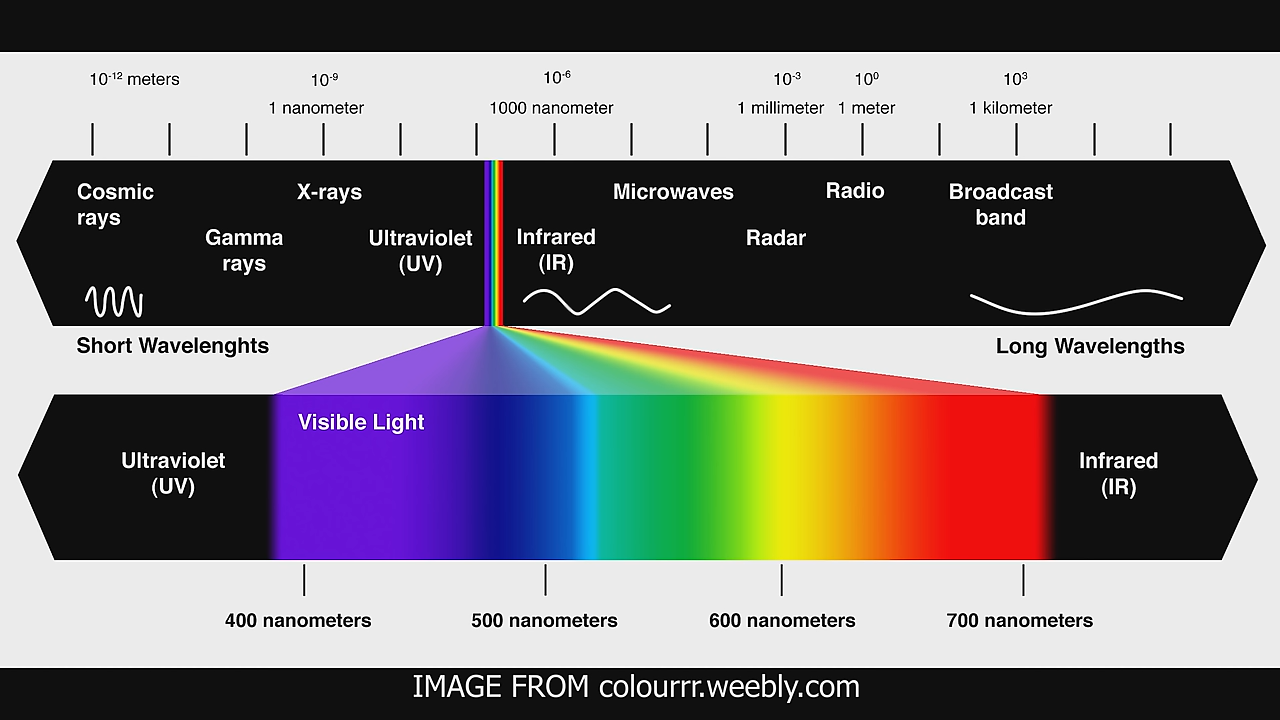 10⁻¹² meters
10⁻⁹
10⁻⁶
10⁻³
10⁰
10³
1 nanometer
1000 nanometer
1 millimeter
1 meter
1 kilometer
Cosmic
rays
Gamma
rays
X-rays
Ultraviolet
(UV)
Infrared
(IR)
Microwaves
Radar
Radio
Broadcast
band
Short Wavelenghts
Long Wavelengths
Visible Light
Ultraviolet
(UV)
Infrared
(IR)
400 nanometers
500 nanometers
600 nanometers
700 nanometers
IMAGE FROM colourrr.weebly.com